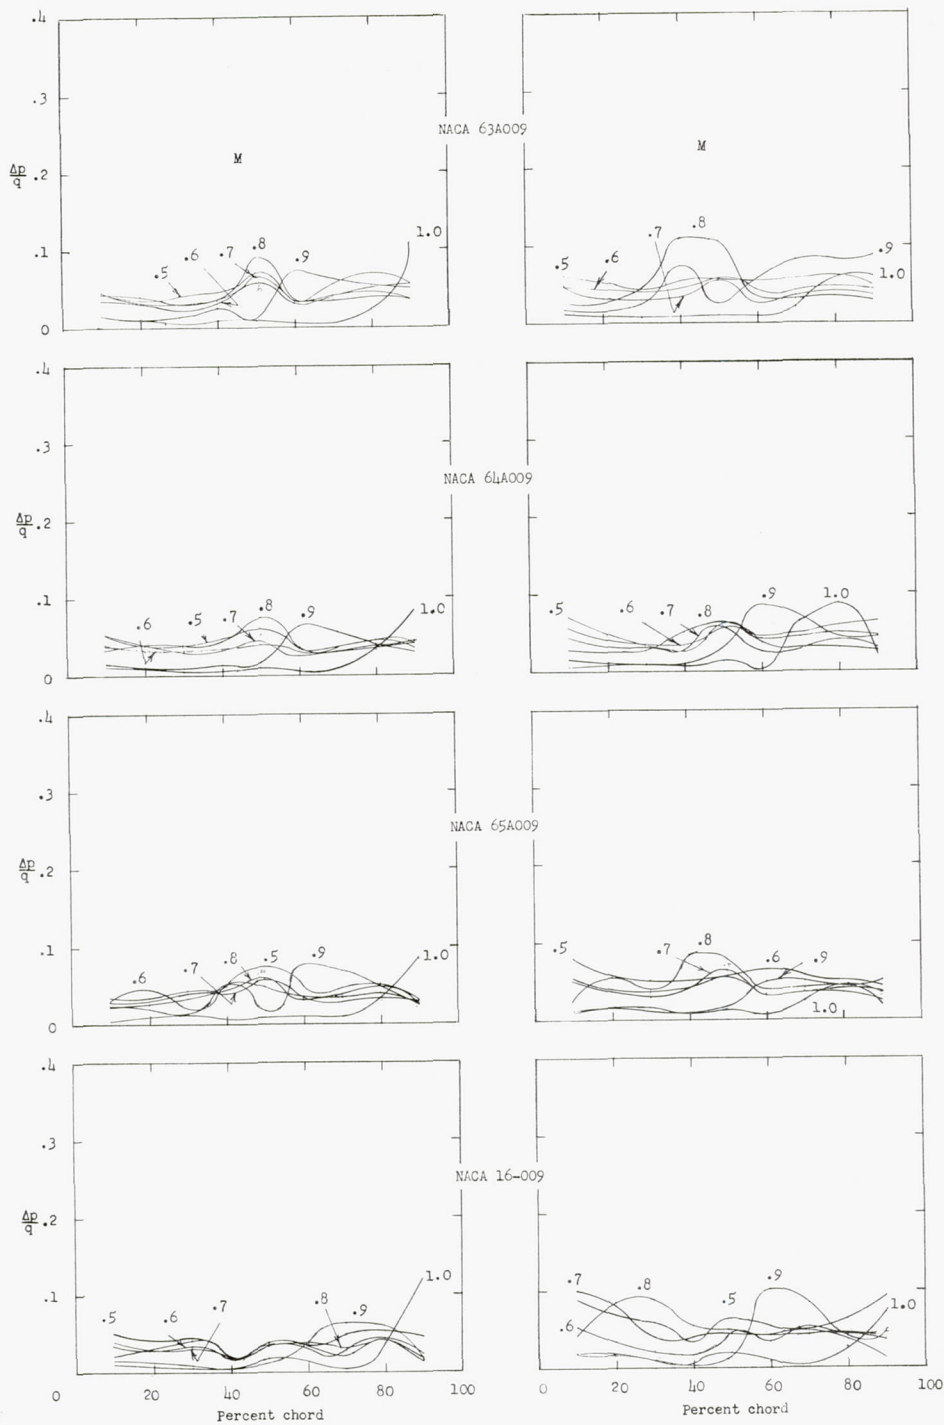 .4
.3
NACA 63A009
M M
Δp/q .2
.1
.5 .6 .7 .8 .9 1.0
.5 .6 .7 .8 .9 1.0
0
.4
.3
NACA 64A009
Δp/q .2
.1
.6 .5 .7 .8 .9 1.0
.5 .6 .7 .8 .9 1.0
0
.4
.3
NACA 65A009
Δp/q .2
.1
.6 .7 .8 .5 .9 1.0
.5 .7 .8 .6 .9 1.0
0
.4
.3
NACA 16-009
Δp/q .2
.1
.5 .6 .7 .8 .9 1.0
.7 .6 .8 .5 .9 1.0
0 20 40 60 80 100
0 20 40 60 80 100
Percent chord
Percent chord